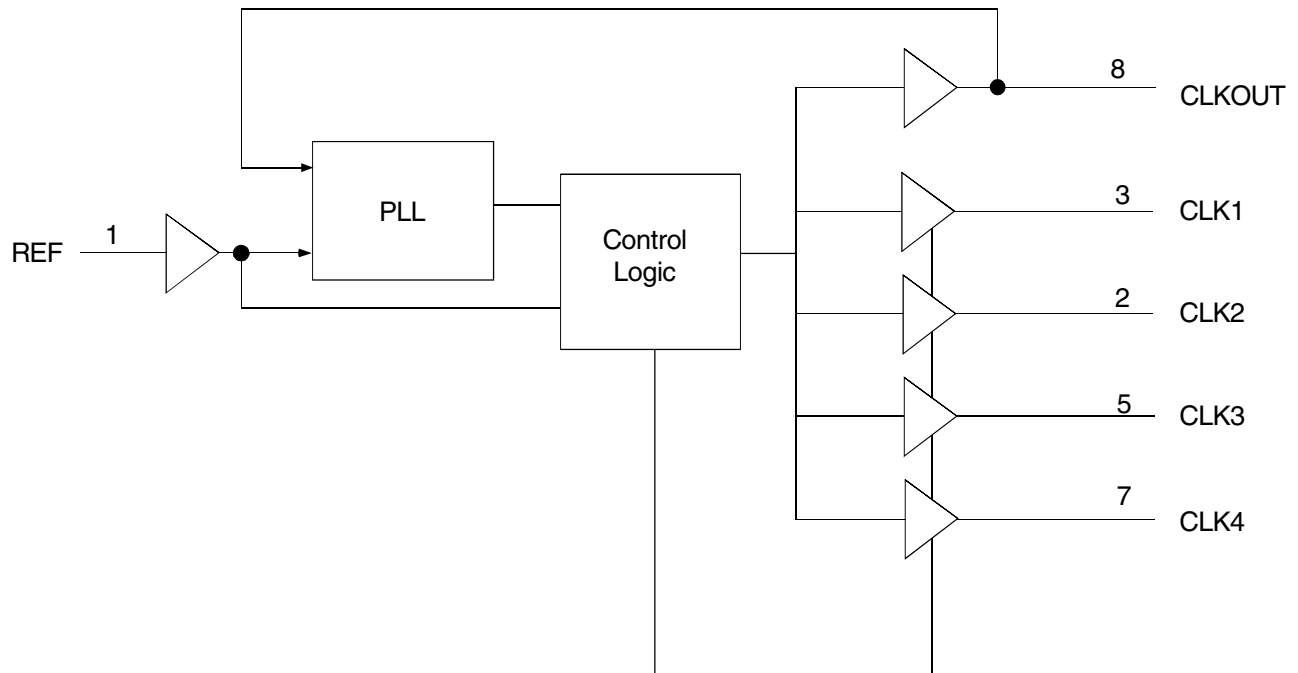 8
CLKOUT
PLL
3
CLK1
REF
1
Control
Logic
2
CLK2
5
CLK3
7
CLK4